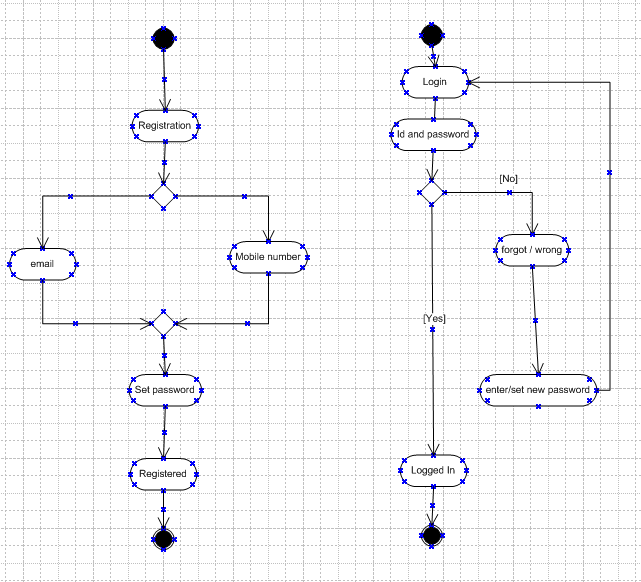 Registration
email
Mobile number
Set password
Registered
Login
Id and password
[No]
forgot / wrong
[Yes]
enter/set new password
Logged In